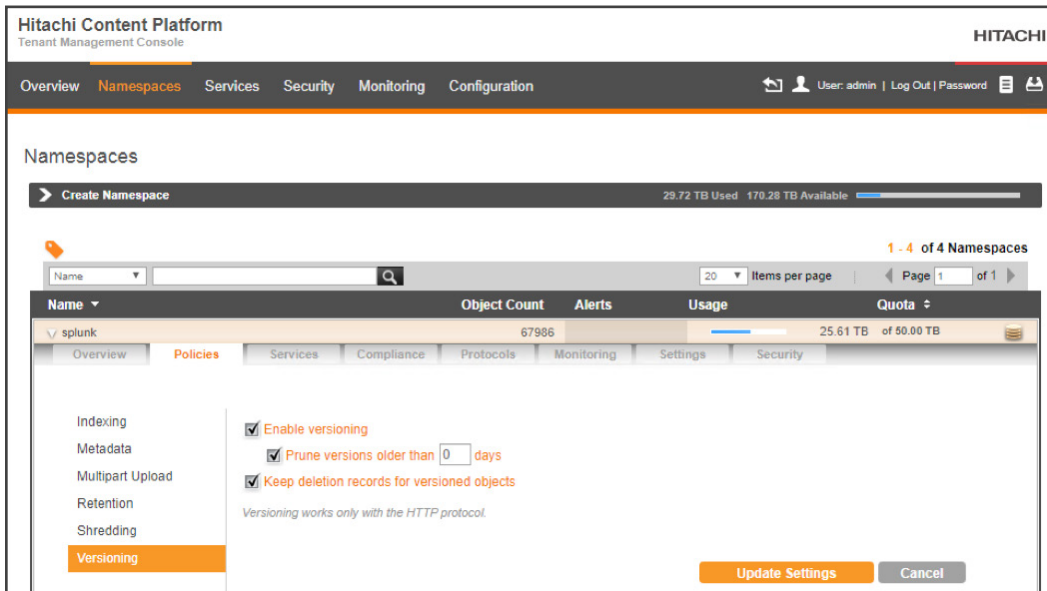 Hitachi Content Platform
Tenant Management Console
HITACHI
Overview Namespaces Services Security Monitoring Configuration User: admin | Log Out | Password
Namespaces
Create Namespace 29.72 TB Used 170.28 TB Available
1 - 4 of 4 Namespaces
Name 20 Items per page Page 1 of 1
Name Object Count Alerts Usage Quota
splunk 67986 25.61 TB of 50.00 TB
Overview Policies Services Compliance Protocols Monitoring Settings Security
Indexing
Metadata
Multipart Upload
Retention
Shredding
Versioning
Enable versioning
Prune versions older than 0 days
Keep deletion records for versioned objects
Versioning works only with the HTTP protocol.
Update Settings Cancel